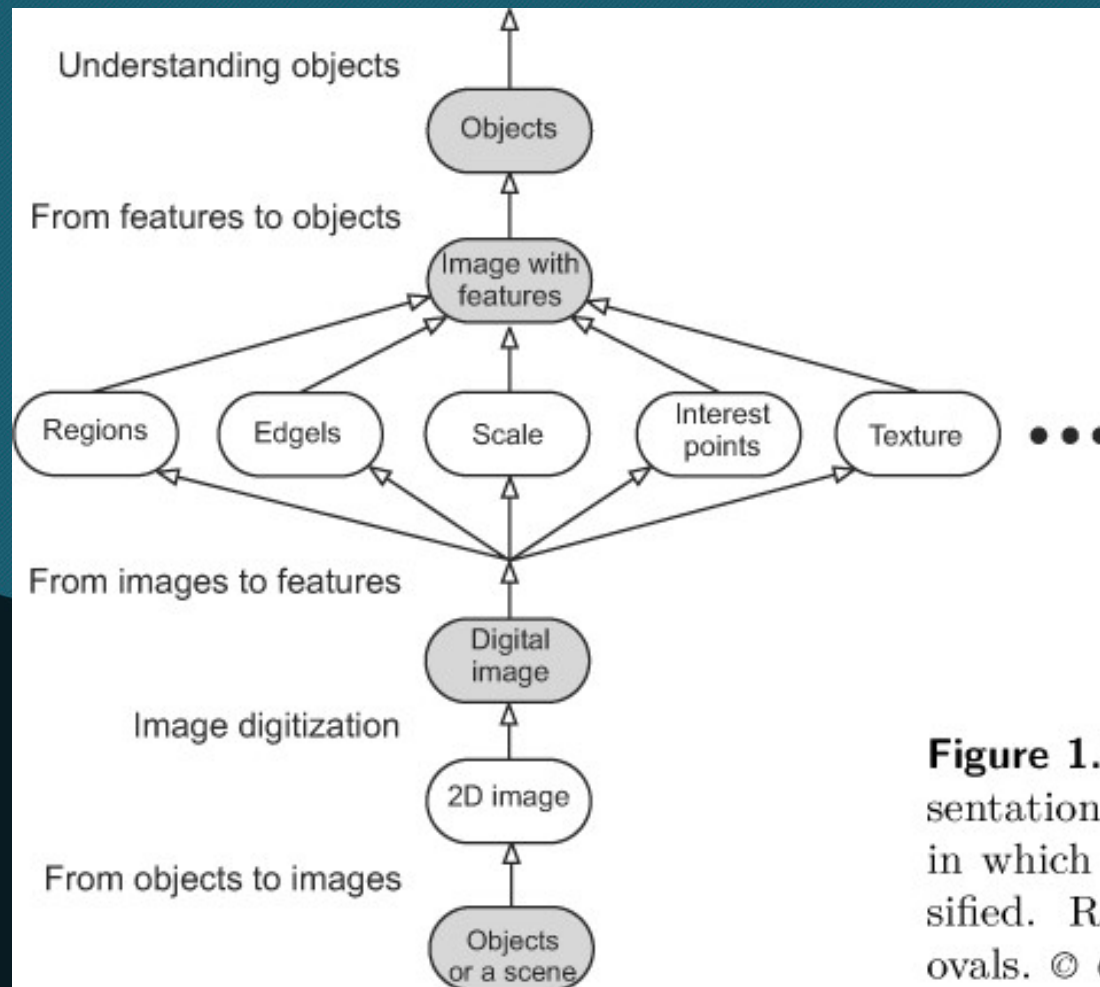 Understanding objects
Objects
From features to objects
Image with
features
Regions
Edgels
Scale
Interest
points
Texture
From images to features
Digital
image
Image digitization
2D image
From objects to images
Objects
or a scene
Figure 1.
sentation
in which
sified. R
ovals. ©